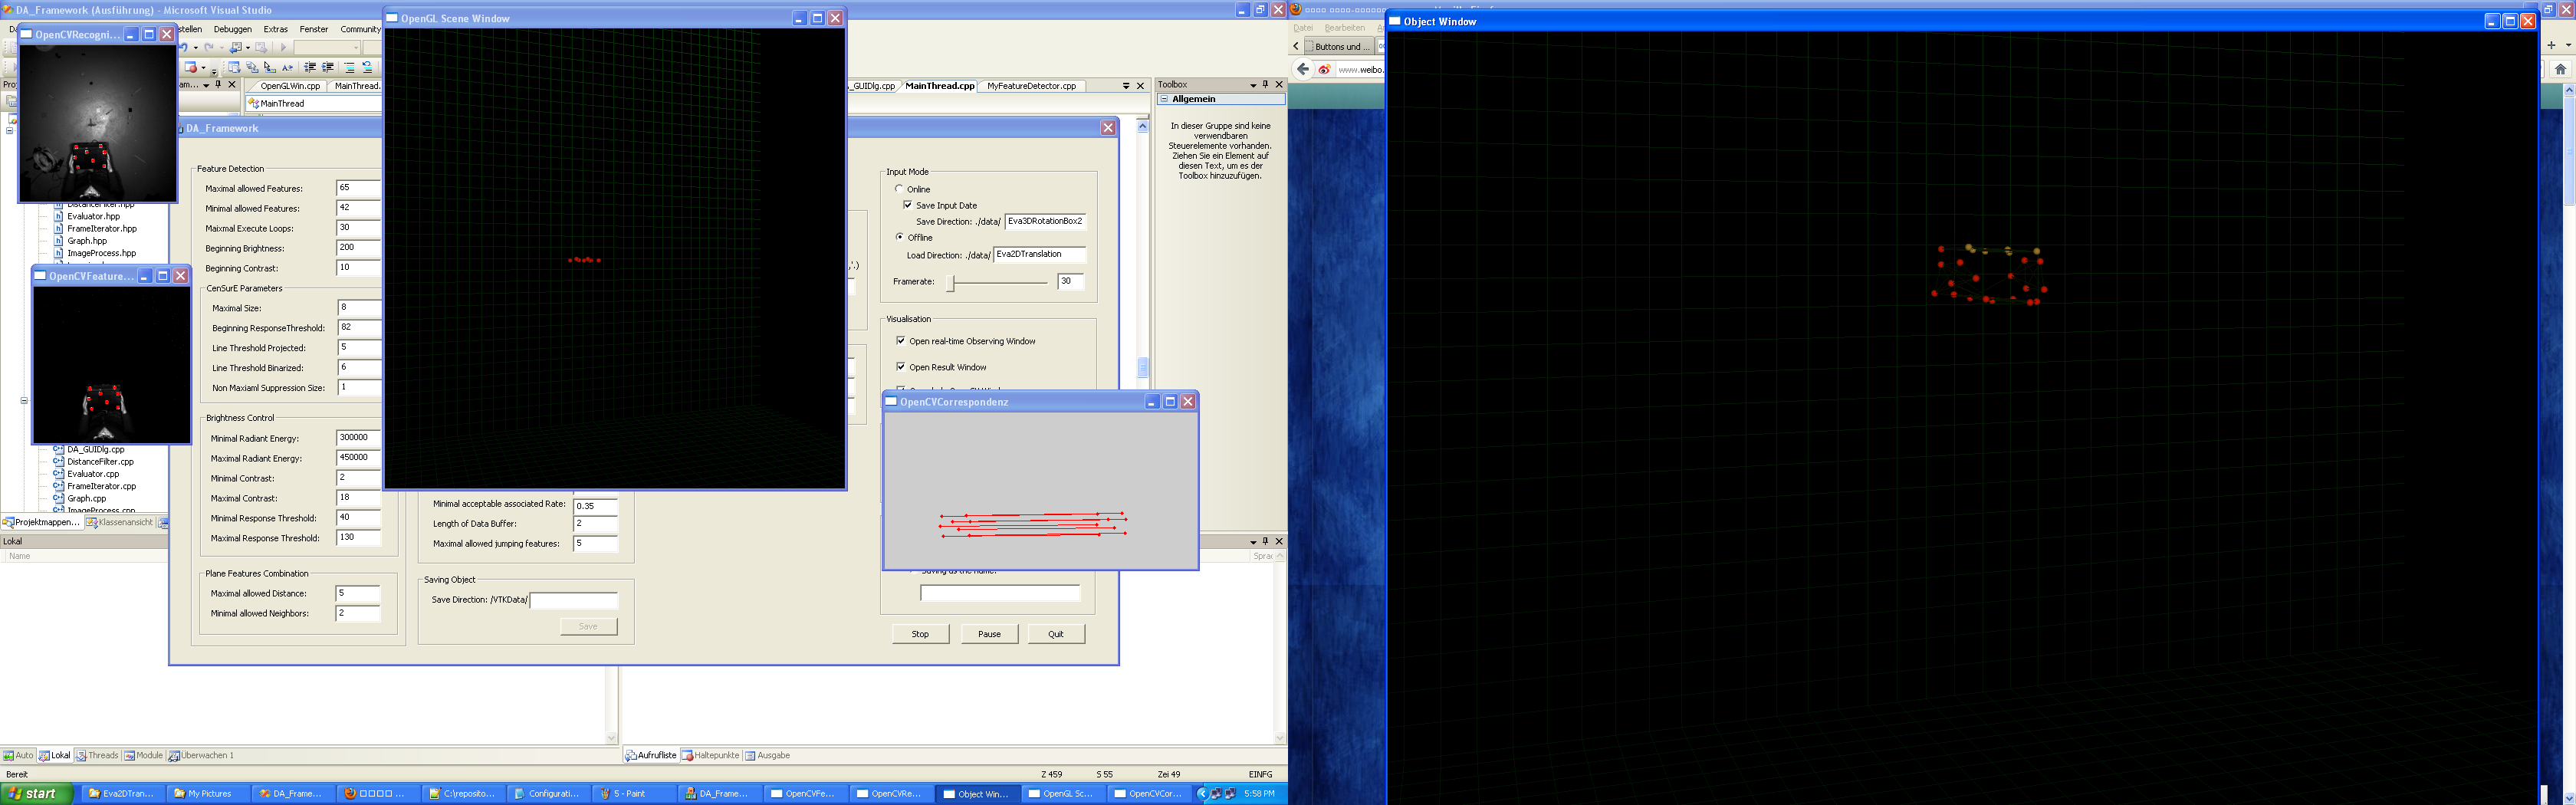 DA_Framework (Ausführung) - Microsoft Visual Studio
OpenGL Scene Window
Object Window
OpenCVRecogni...
stellen Debuggen Extras Fenster Community
Datei Bearbeiten
Buttons und ...
www.weibo.
OpenGLWin.cpp MainThread.
_GUIDlg.cpp MainThread.cpp MyFeatureDetector.cpp
MainThread
Toolbox
Allgemein
In dieser Gruppe sind keine
verwendbaren
Steuerelemente vorhanden.
Ziehen Sie ein Element auf
diesen Text, um es der
Toolbox hinzuzufügen.
DA_Framework
Feature Detection
Maximal allowed Features: 65
Minimal allowed Features: 42
Maixmal Execute Loops: 30
Beginning Brightness: 200
Beginning Contrast: 10
CenSurE Parameters
Maximal Size: 8
Beginning ResponseThreshold: 82
Line Threshold Projected: 5
Line Threshold Binarized: 6
Non Maxiaml Suppression Size: 1
Brightness Control
Minimal Radiant Energy: 300000
Maximal Radiant Energy: 450000
Minimal Contrast: 2
Maximal Contrast: 18
Minimal Response Threshold: 40
Maximal Response Threshold: 130
Plane Features Combination
Maximal allowed Distance: 5
Minimal allowed Neighbors: 2
Minimal acceptable associated Rate: 0.35
Length of Data Buffer: 2
Maximal allowed jumping features: 5
Saving Object
Save Direction: /VTKData/
Save
Input Mode
Online
Save Input Date
Save Direction: ./data/ Eva3DRotationBox2
Offline
Load Direction: ./data/ Eva2DTranslation
Framerate: 30
Visualisation
Open real-time Observing Window
Open Result Window
OpenCVCorrespondenz
Stop Pause Quit
DistanceFilter.hpp
Evaluator.hpp
FrameIterator.hpp
Graph.hpp
ImageProcess.hpp
OpenCVFeature...
DA_GUIDlg.cpp
DistanceFilter.cpp
Evaluator.cpp
FrameIterator.cpp
Graph.cpp
ImageProcess.cpp
Projektmappen... Klassenansicht
Lokal
Name
Auto Lokal Threads Module Überwachen 1
Aufrufliste Haltepunkte Ausgabe
Bereit
Z 459 S 55 Zei 49 EINFG
start Eva2DTran... My Pictures DA_Frame... C:\reposito... Configurati... 5 - Paint DA_Frame... OpenCVFe... OpenCVRe... Object Win... OpenGL Sc... OpenCVCor... 5:58 PM